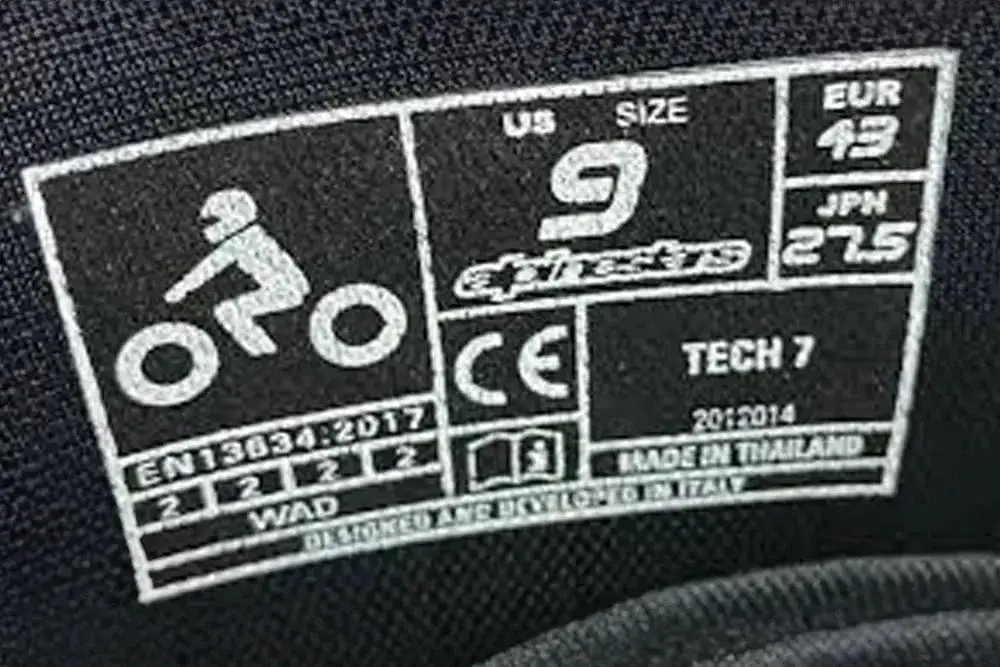 US SIZE
9
alpinestars
EUR
43
JPN
27.5
CE
TECH 7
2012014
i
MADE IN THAILAND
EN13634:2017
2 2 2 2
WAD
DESIGNED AND DEVELOPED IN ITALY